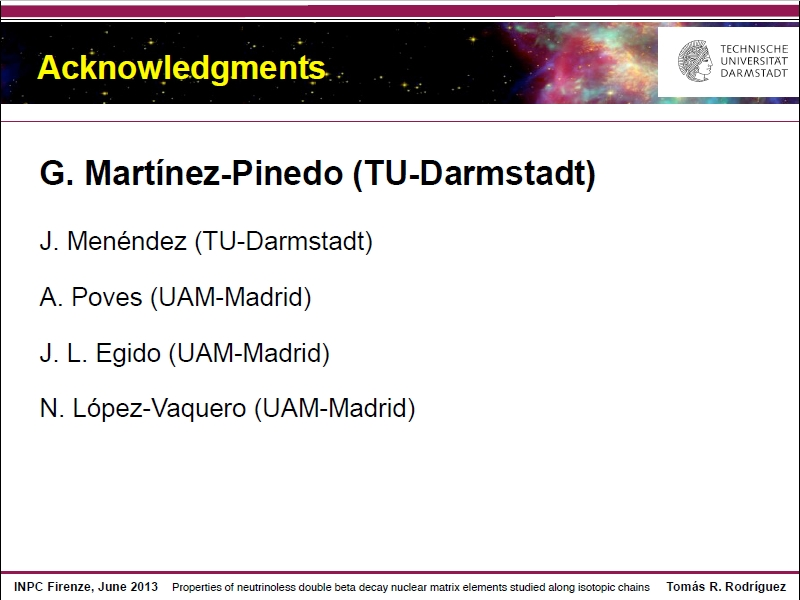 Acknowledgments
TECHNISCHE
UNIVERSITÄT
DARMSTADT
G. Martínez-Pinedo (TU-Darmstadt)
J. Menéndez (TU-Darmstadt)
A. Poves (UAM-Madrid)
J. L. Egido (UAM-Madrid)
N. López-Vaquero (UAM-Madrid)
INPC Firenze, June 2013 Properties of neutrinoless double beta decay nuclear matrix elements studied along isotopic chains Tomás R. Rodríguez